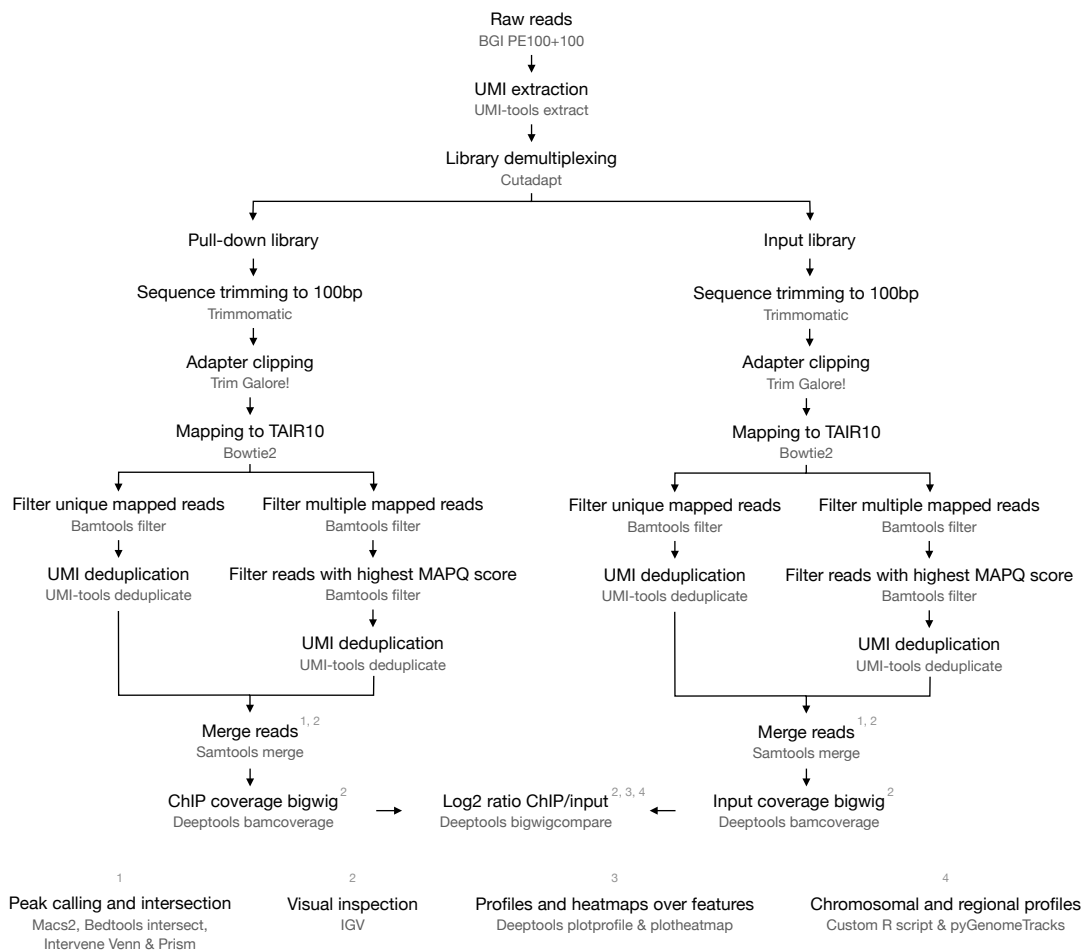 Raw reads
BGI PE100+100
UMI extraction
UMI-tools extract
Library demultiplexing
Cutadapt
Pull-down library
Input library
Sequence trimming to 100bp
Trimmomatic
Sequence trimming to 100bp
Trimmomatic
Adapter clipping
Trim Galore!
Adapter clipping
Trim Galore!
Mapping to TAIR10
Bowtie2
Mapping to TAIR10
Bowtie2
Filter unique mapped reads
Bamtools filter
Filter multiple mapped reads
Bamtools filter
Filter unique mapped reads
Bamtools filter
Filter multiple mapped reads
Bamtools filter
UMI deduplication
UMI-tools deduplicate
Filter reads with highest MAPQ score
Bamtools filter
UMI deduplication
UMI-tools deduplicate
Filter reads with highest MAPQ score
Bamtools filter
UMI deduplication
UMI-tools deduplicate
UMI deduplication
UMI-tools deduplicate
Merge reads 1, 2
Samtools merge
Merge reads 1, 2
Samtools merge
ChIP coverage bigwig 2
Deeptools bamcoverage
Log2 ratio ChIP/input 2, 3, 4
Deeptools bigwigcompare
Input coverage bigwig 2
Deeptools bamcoverage
1
Peak calling and intersection
Macs2, Bedtools intersect,
Intervene Venn & Prism
2
Visual inspection
IGV
3
Profiles and heatmaps over features
Deeptools plotprofile & plotheatmap
4
Chromosomal and regional profiles
Custom R script & pyGenomeTracks